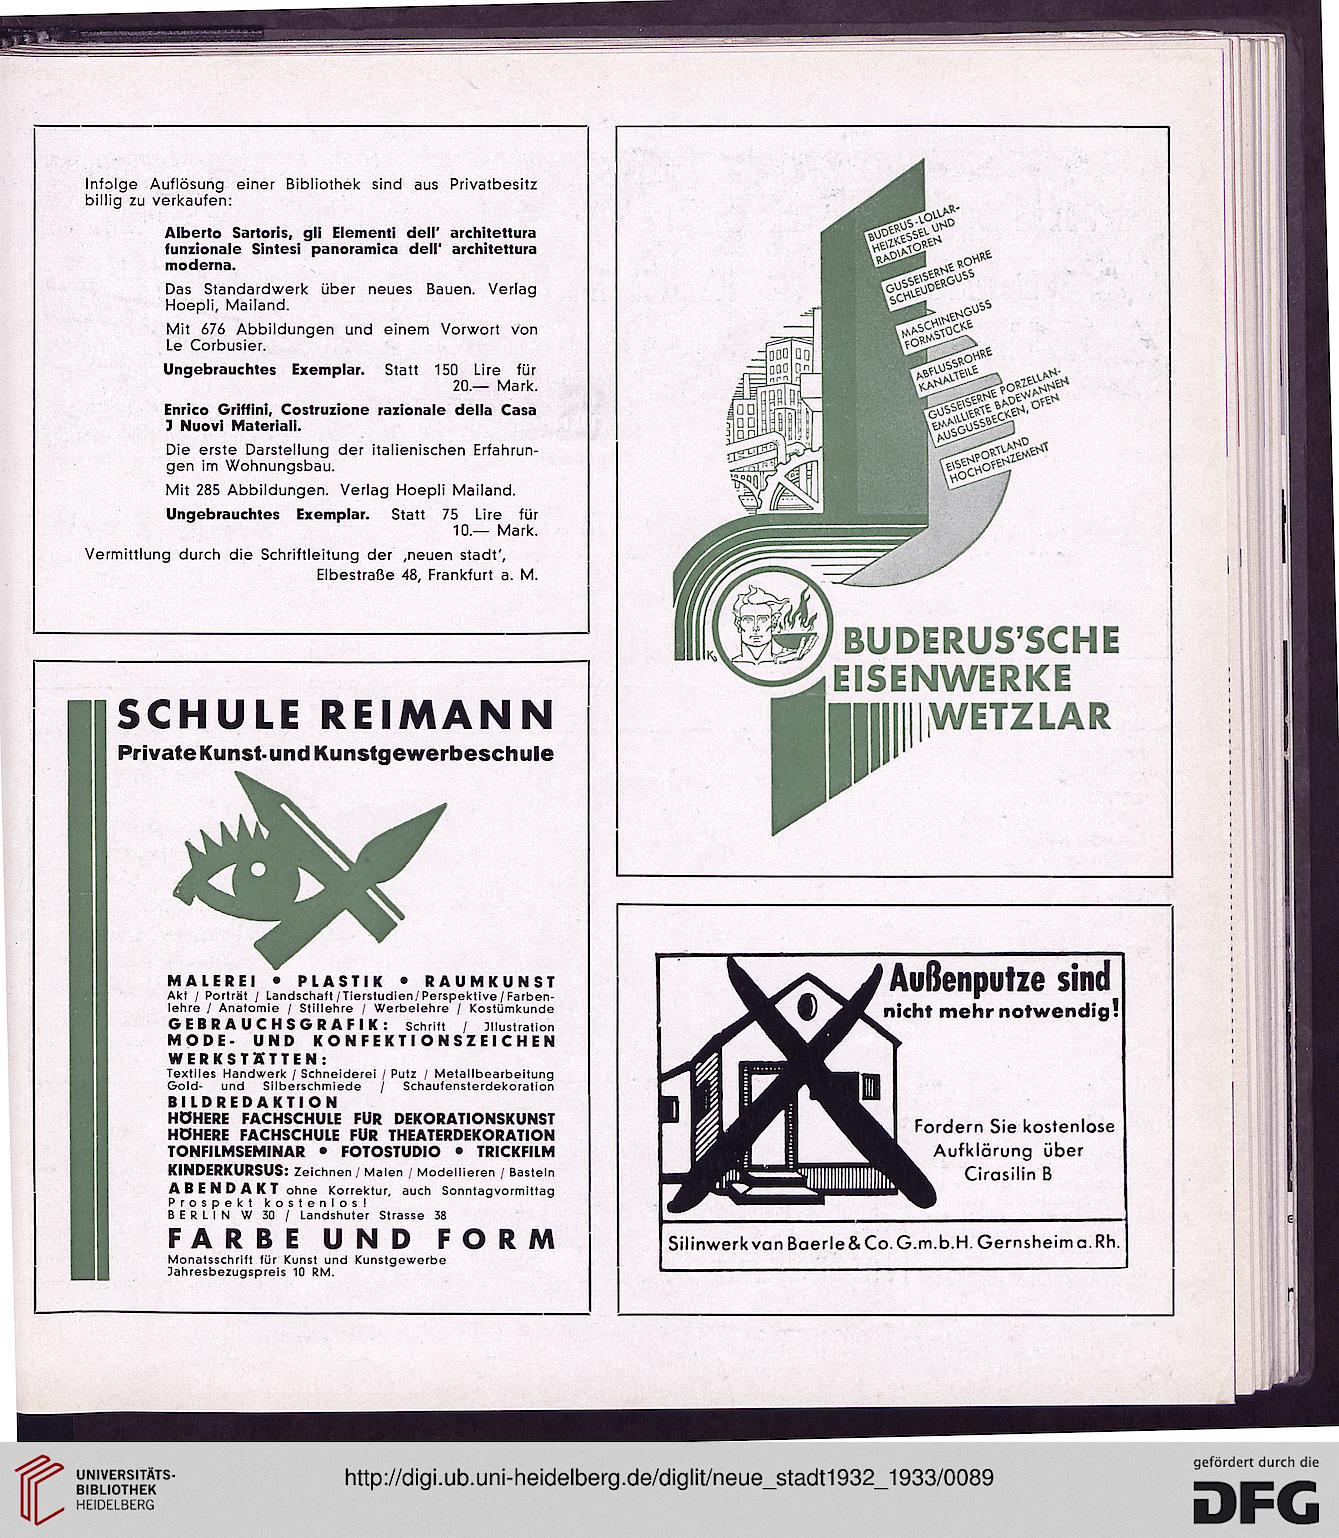 Infolge Auflösung einer Bibliothek sind aus Privatbesitz
billig zu verkaufen:
Alberto Sartoris, gli Elementi dell' architettura
funzionale Sintesi panoramica dell' architettura
moderna.
Das Standardwerk über neues Bauen. Verlag
Hoepli, Mailand.
Mit 676 Abbildungen und einem Vorwort von
Le Corbusier.
Ungebrauchtes Exemplar. Statt 150 Lire für
20.— Mark.
Enrico Griffini, Costruzione razionale della Casa
J Nuovi Materiali.
Die erste Darstellung der italienischen Erfahrun-
gen im Wohnungsbau.
Mit 285 Abbildungen. Verlag Hoepli Mailand.
Ungebrauchtes Exemplar. Statt 75 Lire für
10.— Mark.
Vermittlung durch die Schriftleitung der ‚neuen stadt',
Elbestraße 48, Frankfurt a. M.
SCHULE REIMANN
Private Kunst- und Kunstgewerbeschule
MALEREI • PLASTIK • RAUMKUNST
Akt / Porträt / Landschaft / Tierstudien / Perspektive / Farben-
lehre / Anatomie / Stillehre / Werbelehre / Kostümkunde
GEBRAUCHSGRAFIK: Schrift / Jllustration
MODE- UND KONFEKTIONSZEICHEN
WERKSTÄTTEN:
Textiles Handwerk / Schneiderei / Putz / Metallbearbeitung
Gold- und Silberschmiede / Schaufensterdekoration
BILDREDAKTION
HÖHERE FACHSCHULE FÜR DEKORATIONSKUNST
HÖHERE FACHSCHULE FÜR THEATERDEKORATION
TONFILMSEMINAR • FOTOSTUDIO • TRICKFILM
KINDERKURSUS: Zeichnen / Malen / Modellieren / Basteln
ABENDAKT ohne Korrektur, auch Sonntagvormittag
Prospekt kostenlos!
BERLIN W 30 / Landshuter Strasse 38
FARBE UND FORM
Monatsschrift für Kunst und Kunstgewerbe
Jahresbezugspreis 10 RM.
BUDERUS-LOLLAR-
HEIZKESSEL UND
RADIATOREN
GUSSEISERNE ROHRE
SCHLEUDERGUSS
MASCHINENGUSS
FORMSTÜCKE
ABFLUSSROHRE
KANALTEILE
GUSSEISERNE PORZELLAN-
EMAILLIERTE BADEWANNEN
AUSGUSSBECKEN, ÖFEN
EISENPORTLAND
HOCHOFENZEMENT
BUDERUS'SCHE
EISENWERKE
WETZLAR
Außenputze sind
nicht mehr notwendig!
Fordern Sie kostenlose
Aufklärung über
Cirasilin B
Silinwerk van Baerle & Co. G.m.b.H. Gernsheim a. Rh.
UNIVERSITÄTS-
BIBLIOTHEK
HEIDELBERG
http://digi.ub.uni-heidelberg.de/diglit/neue_stadt1932_1933/0089
gefördert durch die
DFG